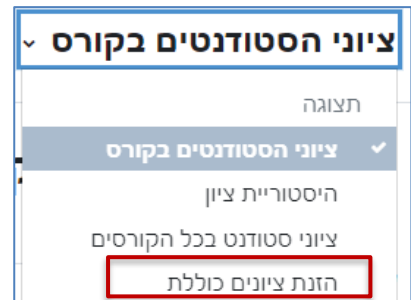 ציוני הסטודנטים בקורס
תצוגה
ציוני הסטודנטים בקורס
היסטוריית ציון
ציוני סטודנט בכל הקורסים
הזנת ציונים כוללת